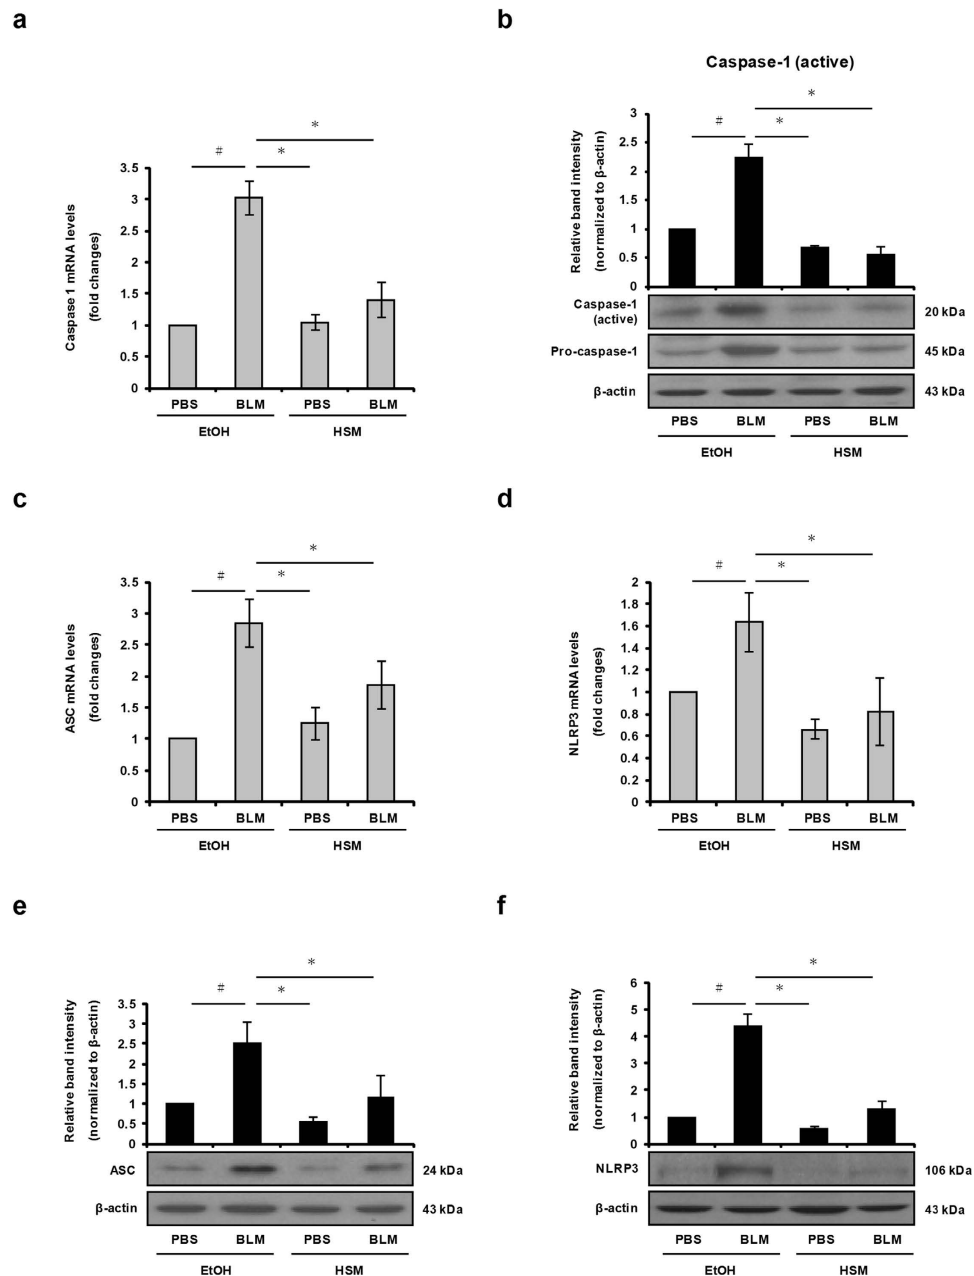 a
*
#
*
Caspase 1 mRNA levels
(fold changes)
3.5
3
2.5
2
1.5
1
0.5
0
PBS
BLM
PBS
BLM
EtOH
HSM
b
Caspase-1 (active)
*
#
*
Relative band intensity
(normalized to β-actin)
3
2.5
2
1.5
1
0.5
0
Caspase-1
(active)
20 kDa
Pro-caspase-1
45 kDa
β-actin
43 kDa
PBS
BLM
PBS
BLM
EtOH
HSM
c
*
#
*
ASC mRNA levels
(fold changes)
3.5
3
2.5
2
1.5
1
0.5
0
PBS
BLM
PBS
BLM
EtOH
HSM
d
*
#
*
NLRP3 mRNA levels
(fold changes)
2
1.8
1.6
1.4
1.2
1
0.8
0.6
0.4
0.2
0
PBS
BLM
PBS
BLM
EtOH
HSM
e
*
#
*
Relative band intensity
(normalized to β-actin)
3.5
3
2.5
2
1.5
1
0.5
0
ASC
24 kDa
β-actin
43 kDa
PBS
BLM
PBS
BLM
EtOH
HSM
f
*
#
*
Relative band intensity
(normalized to β-actin)
6
5
4
3
2
1
0
NLRP3
106 kDa
β-actin
43 kDa
PBS
BLM
PBS
BLM
EtOH
HSM